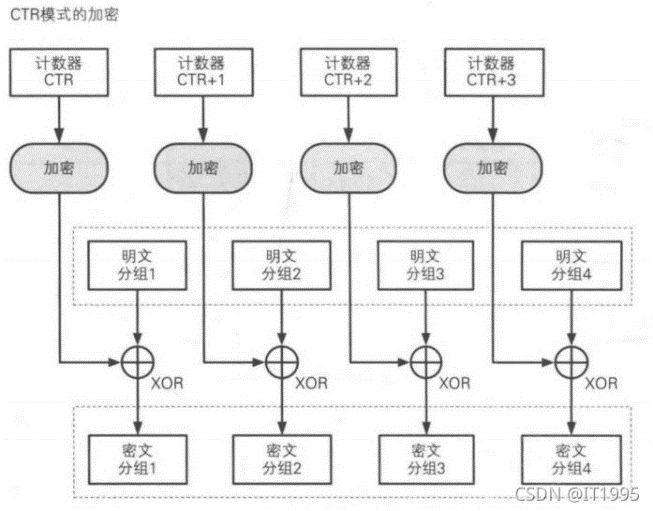 CTR模式的加密
计数器
CTR
计数器
CTR+1
计数器
CTR+2
计数器
CTR+3
加密
加密
加密
加密
明文
分组1
明文
分组2
明文
分组3
明文
分组4
XOR
XOR
XOR
XOR
密文
分组1
密文
分组2
密文
分组3
密文
分组4
CSDN @IT1995